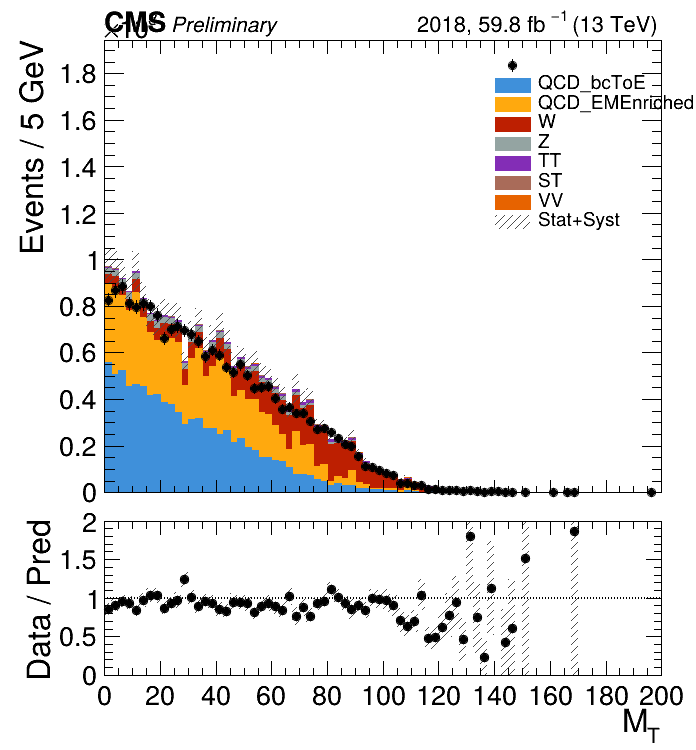 CMS Preliminary 2018, 59.8 fb⁻¹ (13 TeV)
Events / 5 GeV
1.8
1.6
1.4
1.2
1
0.8
0.6
0.4
0.2
0
QCD_bcToE
QCD_EMEnriched
W
Z
TT
ST
VV
Stat+Syst
Data / Pred
2
1.5
1
0.5
0
0 20 40 60 80 100 120 140 160 180 200
M_T